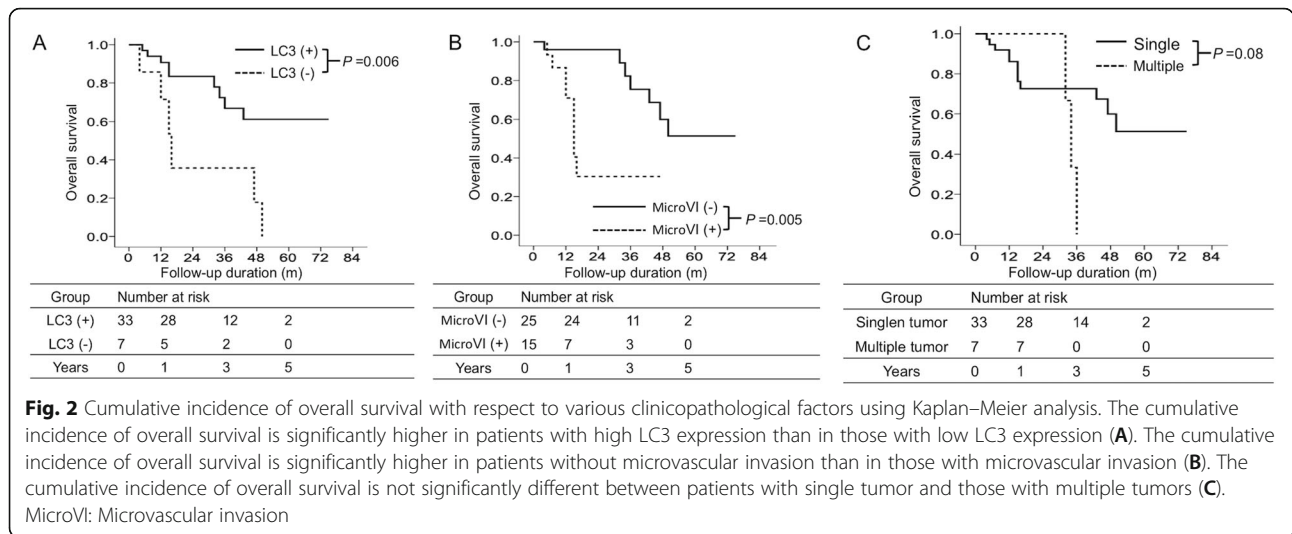 A
LC3 (+)
LC3 (-)
P =0.006
Overall survival
1.0
0.8
0.6
0.4
0.2
0.0
0 12 24 36 48 60 72 84
Follow-up duration (m)
Group Number at risk
LC3 (+) 33 28 12 2
LC3 (-) 7 5 2 0
Years 0 1 3 5
B
MicroVI (-)
MicroVI (+)
P =0.005
Overall survival
1.0
0.8
0.6
0.4
0.2
0.0
0 12 24 36 48 60 72 84
Follow-up duration (m)
Group Number at risk
MicroVI (-) 25 24 11 2
MicroVI (+) 15 7 3 0
Years 0 1 3 5
C
Single
Multiple
P =0.08
Overall survival
1.0
0.8
0.6
0.4
0.2
0.0
0 12 24 36 48 60 72 84
Follow-up duration (m)
Group Number at risk
Singlen tumor 33 28 14 2
Multiple tumor 7 7 0 0
Years 0 1 3 5
Fig. 2 Cumulative incidence of overall survival with respect to various clinicopathological factors using Kaplan–Meier analysis. The cumulative
incidence of overall survival is significantly higher in patients with high LC3 expression than in those with low LC3 expression (A). The cumulative
incidence of overall survival is significantly higher in patients without microvascular invasion than in those with microvascular invasion (B). The
cumulative incidence of overall survival is not significantly different between patients with single tumor and those with multiple tumors (C).
MicroVI: Microvascular invasion